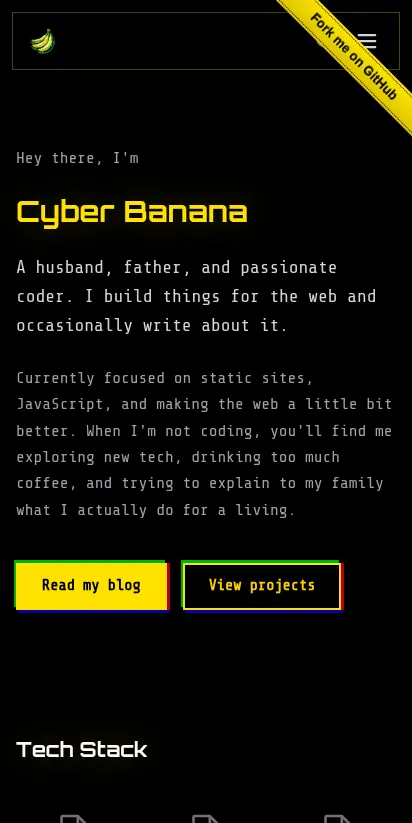 Fork me on GitHub
Hey there, I'm
Cyber Banana
A husband, father, and passionate
coder. I build things for the web and
occasionally write about it.
Currently focused on static sites,
JavaScript, and making the web a little bit
better. When I'm not coding, you'll find me
exploring new tech, drinking too much
coffee, and trying to explain to my family
what I actually do for a living.
Read my blog
View projects
Tech Stack